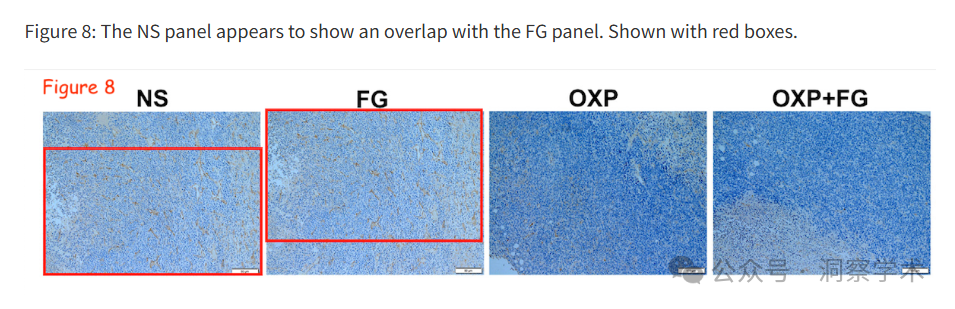 Figure 8: The NS panel appears to show an overlap with the FG panel. Shown with red boxes.
Figure 8
NS
FG
OXP
OXP+FG
公众号 洞察学术